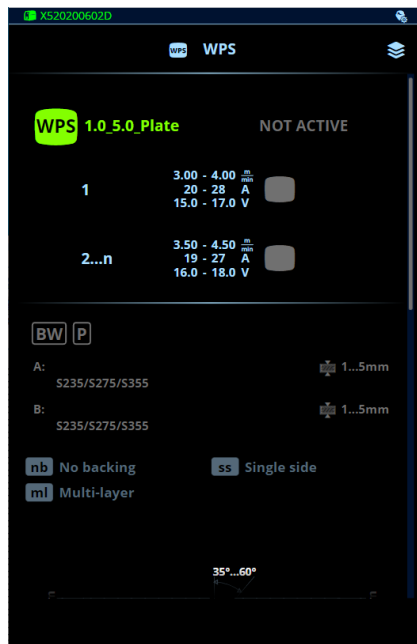 X520200602D
WPS WPS
WPS 1.0_5.0_Plate NOT ACTIVE
1
3.00 - 4.00 m/min
20 - 28 A
15.0 - 17.0 V
2...n
3.50 - 4.50 m/min
19 - 27 A
16.0 - 18.0 V
BW P
A: 1...5mm
S235/S275/S355
B: 1...5mm
S235/S275/S355
nb No backing ss Single side
ml Multi-layer
35°...60°